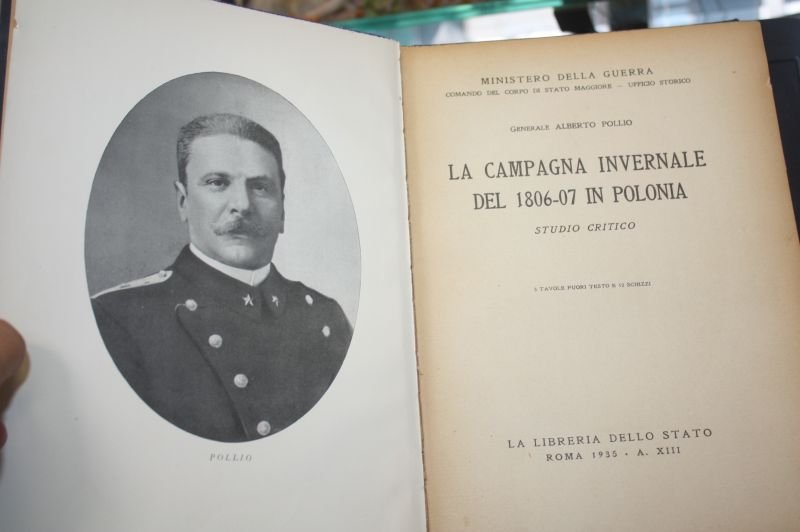 POLLIO
MINISTERO DELLA GUERRA
COMANDO DEL CORPO DI STATO MAGGIORE - UFFICIO STORICO
GENERALE ALBERTO POLLIO
LA CAMPAGNA INVERNALE
DEL 1806-07 IN POLONIA
STUDIO CRITICO
5 TAVOLE FUORI TESTO E 12 SCHIZZI
LA LIBRERIA DELLO STATO
ROMA 1935 · A. XIII